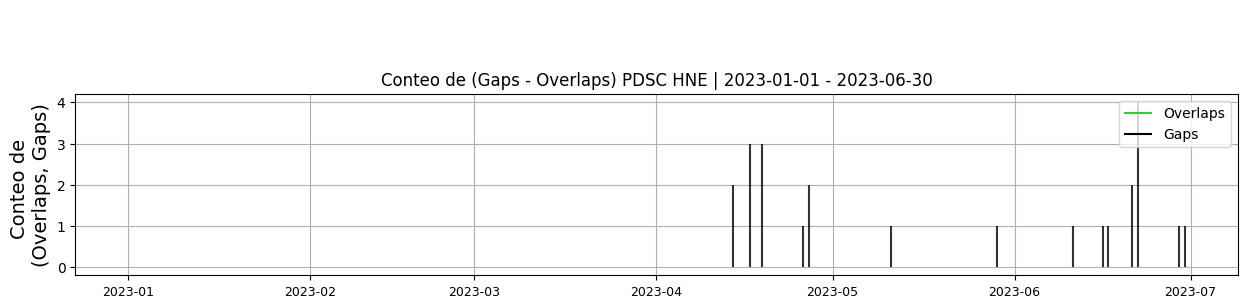 Conteo de (Gaps - Overlaps) PDSC HNE | 2023-01-01 - 2023-06-30
Conteo de
(Overlaps, Gaps)
4
3
2
1
0
Overlaps
Gaps
2023-01
2023-02
2023-03
2023-04
2023-05
2023-06
2023-07